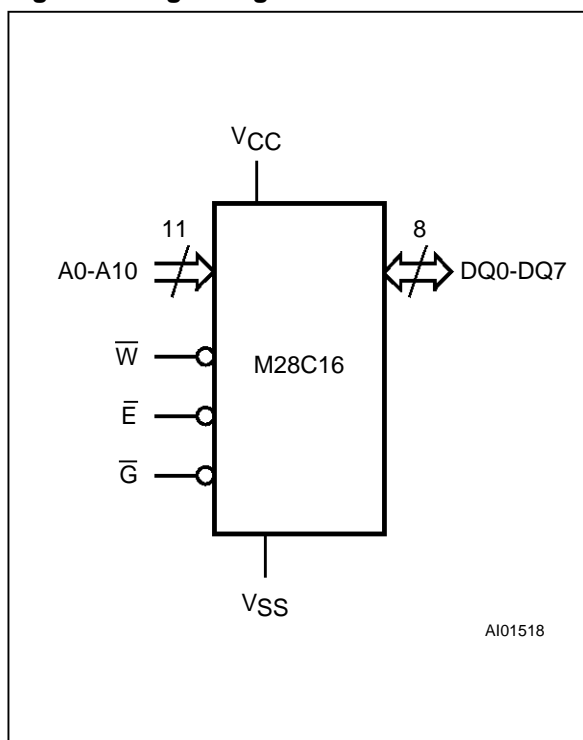 VCC
11
8
A0-A10
DQ0-DQ7
W̅
M28C16
E̅
G̅
VSS
AI01518